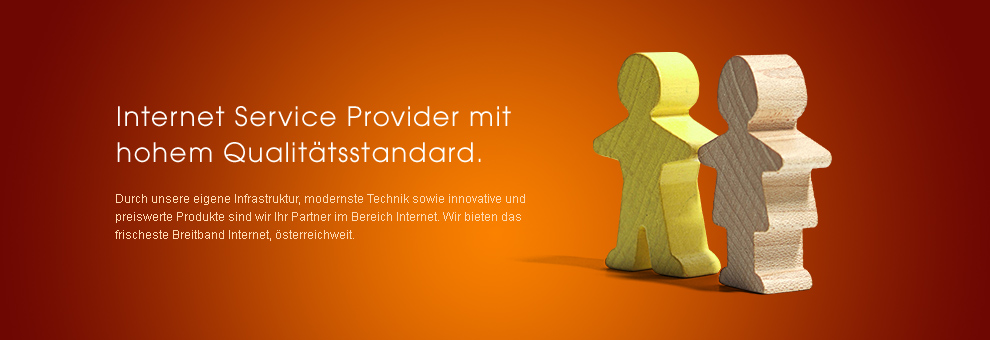 Internet Service Provider mit
hohem Qualitätsstandard.
Durch unsere eigene Infrastruktur, modernste Technik sowie innovative und
preiswerte Produkte sind wir Ihr Partner im Bereich Internet. Wir bieten das
frischeste Breitband Internet, österreichweit.